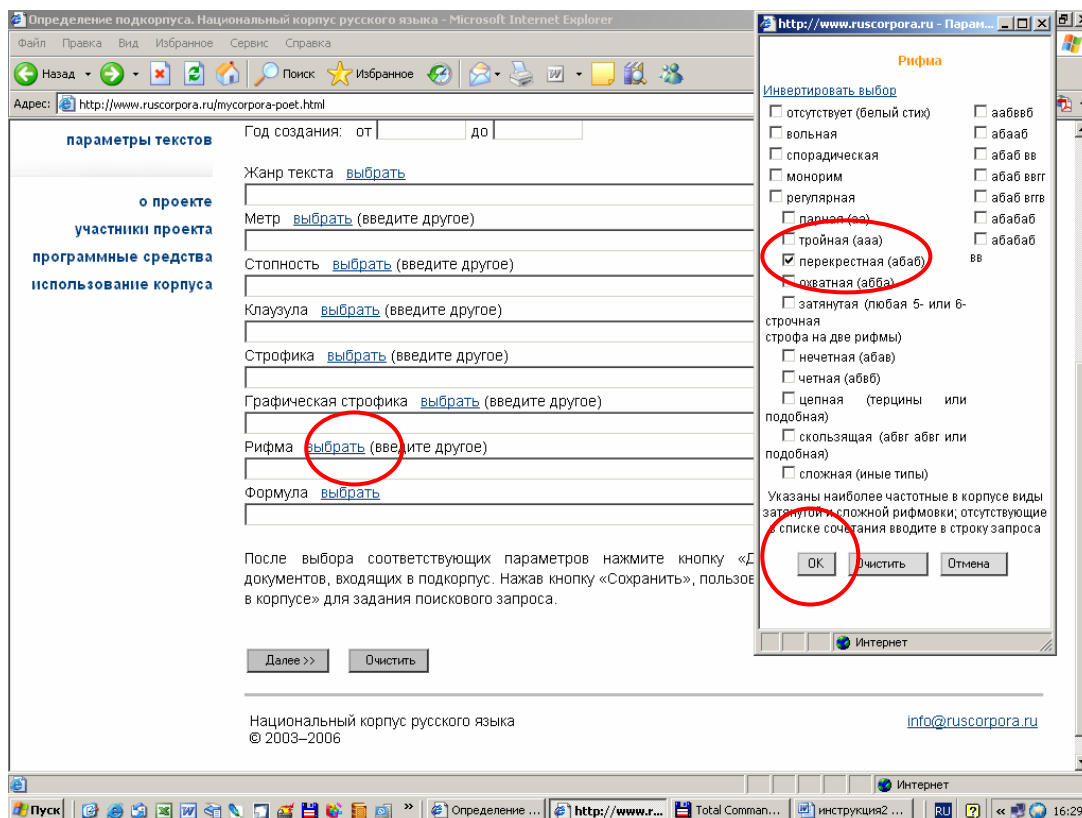 Определение подкорпуса. Национальный корпус русского языка - Microsoft Internet Explorer
Файл Правка Вид Избранное Сервис Справка
Назад Поиск Избранное
Адрес: http://www.ruscorpora.ru/mycorpora-poet.html
параметры текстов
о проекте
участники проекта
программные средства
использование корпуса
Год создания: от до
Жанр текста выбрать
Метр выбрать (введите другое)
Стопность выбрать (введите другое)
Клаузула выбрать (введите другое)
Строфика выбрать (введите другое)
Графическая строфика выбрать (введите другое)
Рифма выбрать (введите другое)
Формула выбрать
После выбора соответствующих параметров нажмите кнопку «Д
документов, входящих в подкорпус. Нажав кнопку «Сохранить», пользов
в корпусе» для задания поискового запроса.
Далее >> Очистить
Национальный корпус русского языка
© 2003–2006
info@ruscorpora.ru
http://www.ruscorpora.ru - Парам...
Рифма
Инвертировать выбор
отсутствует (белый стих)
вольная
спорадическая
монорим
регулярная
парная (аа)
тройная (ааа)
перекрестная (абаб)
охватная (абба)
затянутая (любая 5- или 6-
строчная
строфа на две рифмы)
нечетная (абав)
четная (абвб)
цепная (терцины или
подобная)
скользящая (абвг абвг или
подобная)
сложная (иные типы)
аабввб
абааб
абаб вв
абаб ввгг
абаб вггв
абабаб
абабаб
вв
Указаны наиболее частотные в корпусе виды
затянутой и сложной рифмовки; отсутствующие
в списке сочетания вводите в строку запроса
OK Очистить Отмена
Интернет
Интернет
Пуск » Определение ... http://www.r... Total Comman... инструкция2 ... RU « 16:29